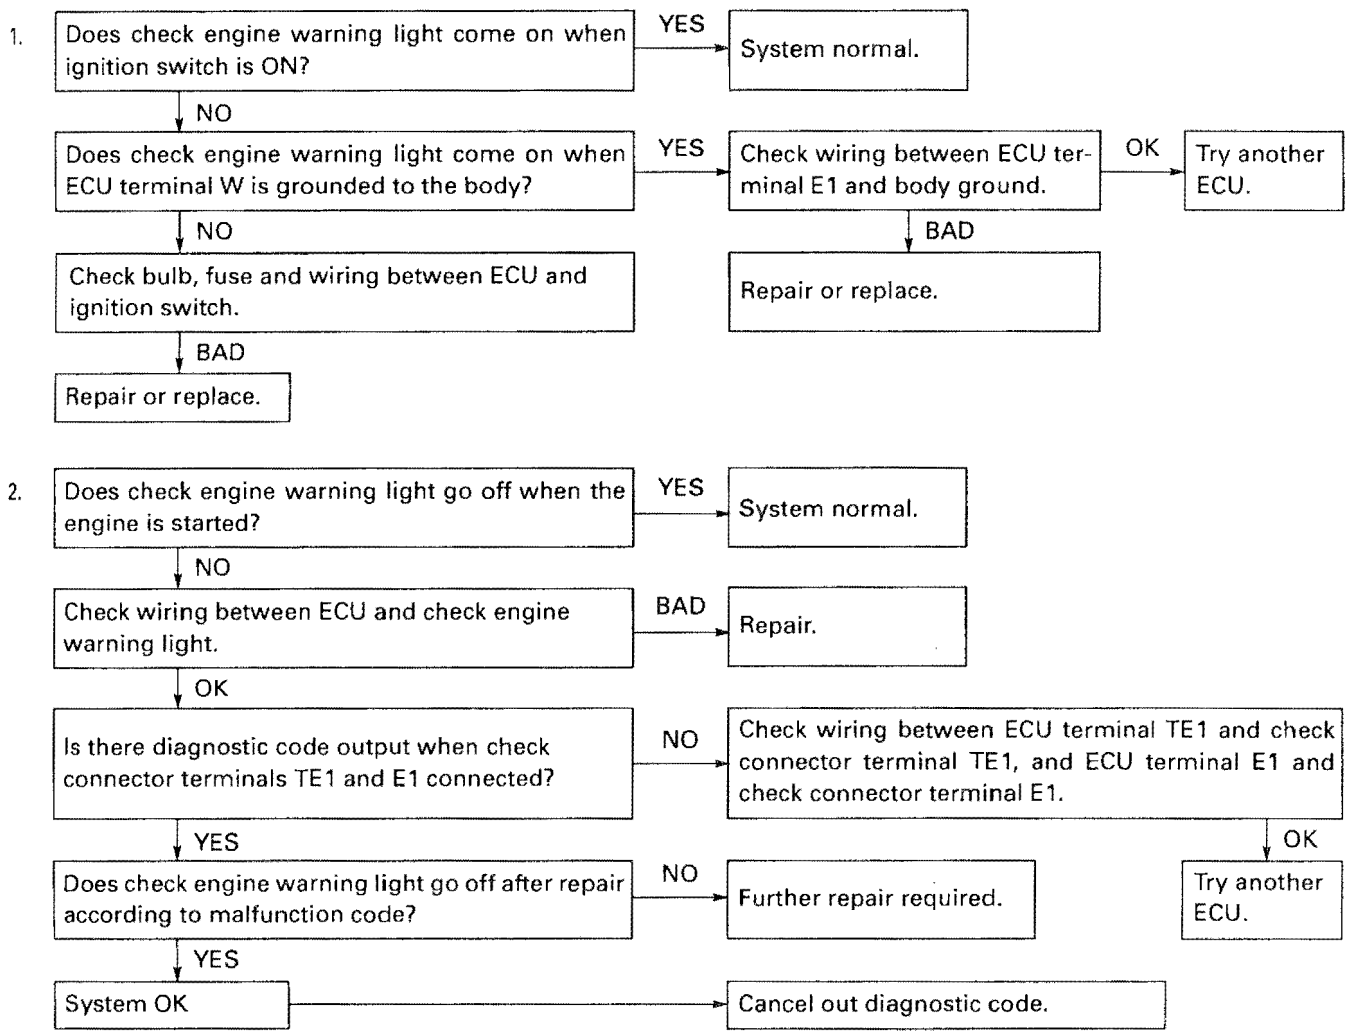 1.
Does check engine warning light come on when
ignition switch is ON?
YES
System normal.
NO
Does check engine warning light come on when
ECU terminal W is grounded to the body?
YES
Check wiring between ECU ter-
minal E1 and body ground.
OK
Try another
ECU.
NO
BAD
Check bulb, fuse and wiring between ECU and
ignition switch.
Repair or replace.
BAD
Repair or replace.
2.
Does check engine warning light go off when the
engine is started?
YES
System normal.
NO
Check wiring between ECU and check engine
warning light.
BAD
Repair.
OK
Is there diagnostic code output when check
connector terminals TE1 and E1 connected?
NO
Check wiring between ECU terminal TE1 and check
connector terminal TE1, and ECU terminal E1 and
check connector terminal E1.
YES
OK
Does check engine warning light go off after repair
according to malfunction code?
NO
Further repair required.
Try another
ECU.
YES
System OK
Cancel out diagnostic code.